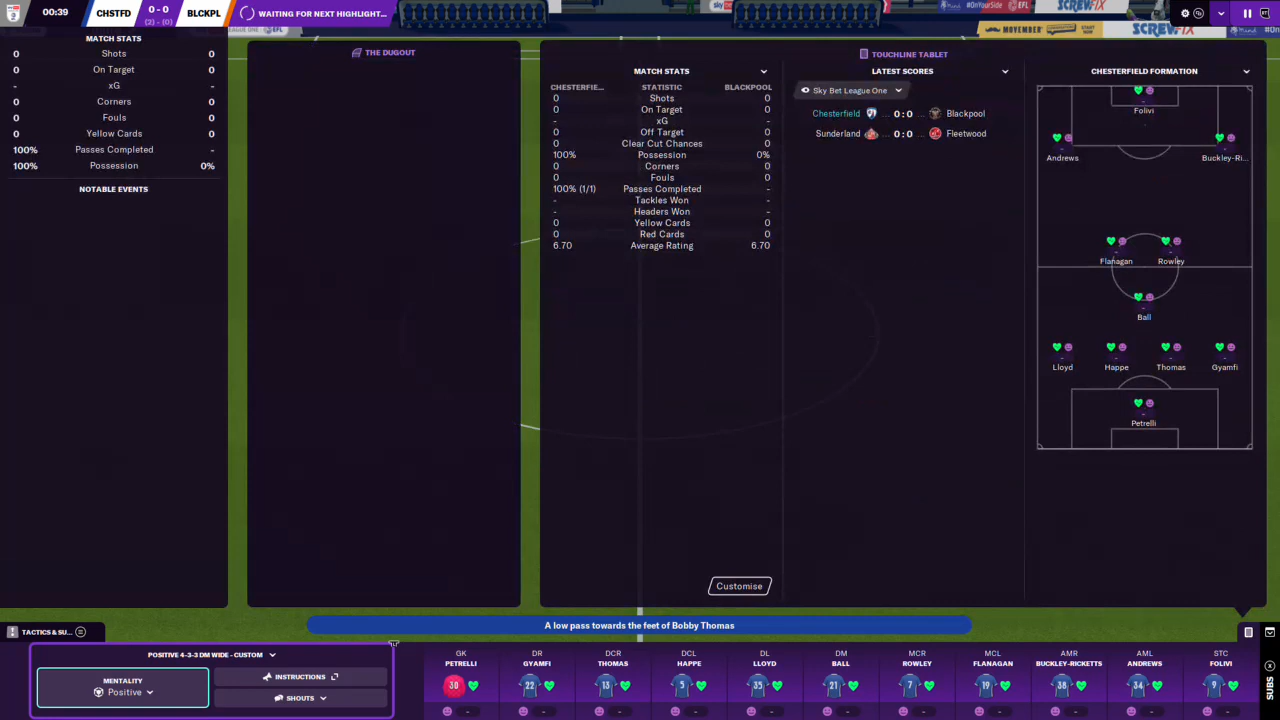 00:39
CHSTFD
0 - 0
(2) - (0)
BLCKPL
WAITING FOR NEXT HIGHLIGHT...
sky
#OnYourSide
EFL
SCREWFIX
MOVEMBER
SCREWFIX
MATCH STATS
0 Shots 0
0 On Target 0
- xG -
0 Corners 0
0 Fouls 0
0 Yellow Cards 0
100% Passes Completed -
100% Possession 0%
NOTABLE EVENTS
THE DUGOUT
TOUCHLINE TABLET
MATCH STATS
CHESTERFIE... STATISTIC BLACKPOOL
0 Shots 0
0 On Target 0
- xG -
0 Off Target 0
0 Clear Cut Chances 0
100% Possession 0%
0 Corners 0
0 Fouls 0
100% (1/1) Passes Completed -
- Tackles Won -
- Headers Won -
0 Yellow Cards 0
0 Red Cards 0
6.70 Average Rating 6.70
Customise
LATEST SCORES
Sky Bet League One
Chesterfield ... 0:0 ... Blackpool
Sunderland ... 0:0 ... Fleetwood
CHESTERFIELD FORMATION
Folivi
Andrews Buckley-Ri...
Flanagan Rowley
Ball
Lloyd Happe Thomas Gyamfi
Petrelli
A low pass towards the feet of Bobby Thomas
TACTICS & SU...
POSITIVE 4-3-3 DM WIDE - CUSTOM
MENTALITY
Positive
INSTRUCTIONS
SHOUTS
GK DR DCR DCL DL DM MCR MCL AMR AML STC
PETRELLI GYAMFI THOMAS HAPPE LLOYD BALL ROWLEY FLANAGAN BUCKLEY-RICKETTS ANDREWS FOLIVI
30 22 13 5 35 21 7 19 38 34 9
- - - - - - - - - - -
SUBS